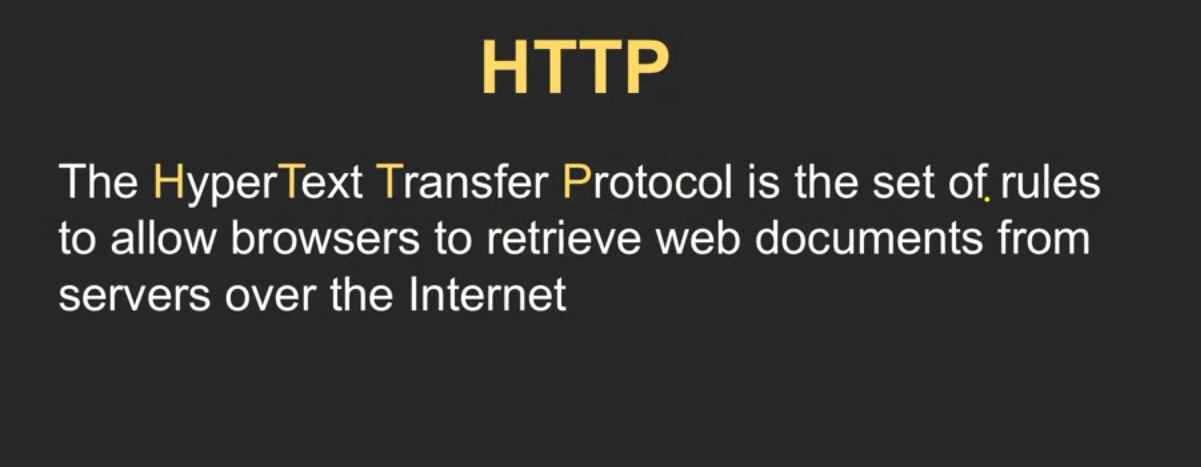 HTTP
The HyperText Transfer Protocol is the set of rules
to allow browsers to retrieve web documents from
servers over the Internet